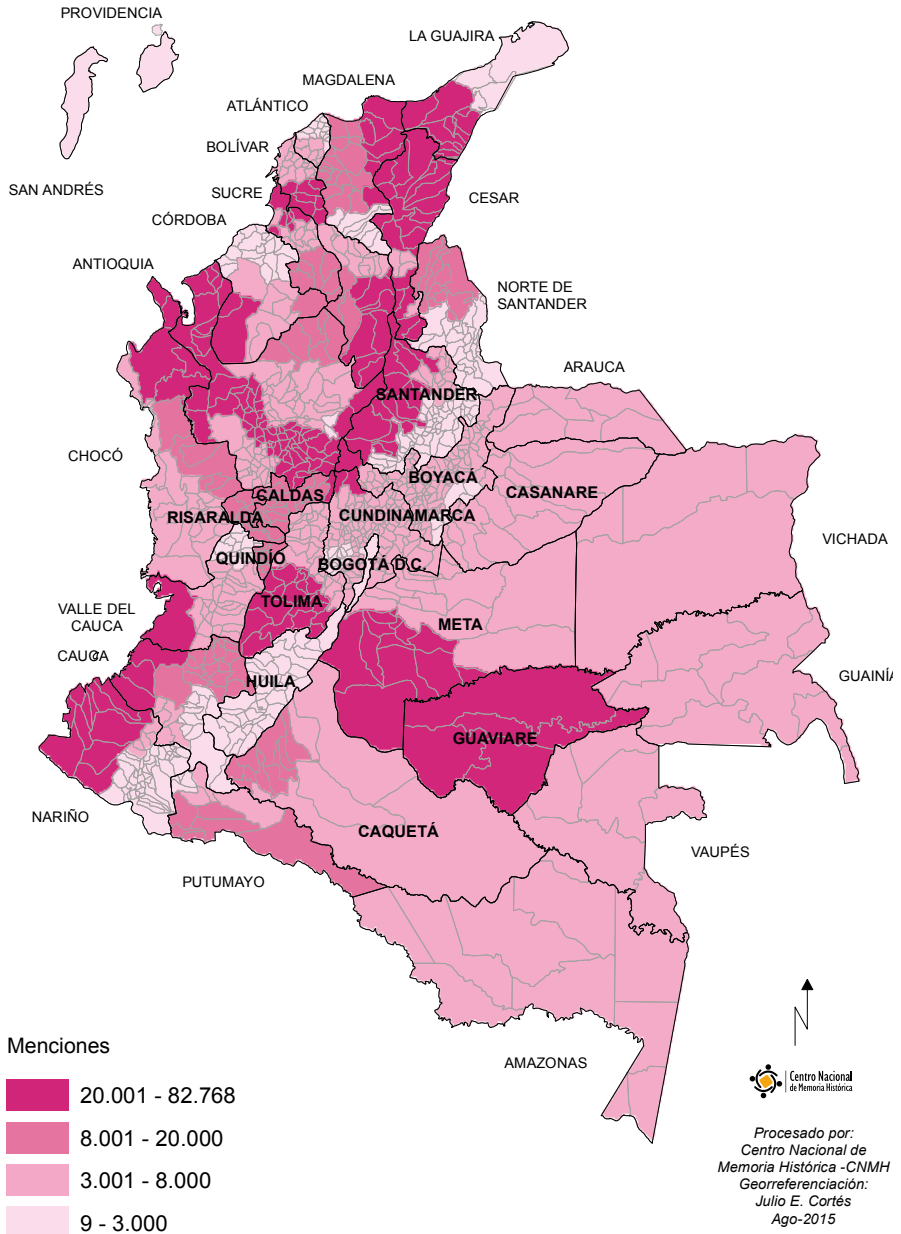 PROVIDENCIA
LA GUAJIRA
MAGDALENA
ATLÁNTICO
BOLÍVAR
SAN ANDRÉS
SUCRE
CESAR
CÓRDOBA
ANTIOQUIA
NORTE DE
SANTANDER
ARAUCA
SANTANDER
CHOCÓ
BOYACÁ
CASANARE
CALDAS
RISARALDA
CUNDINAMARCA
VICHADA
QUINDÍO
BOGOTÁ D.C.
TOLIMA
VALLE DEL
CAUCA
META
CAUCA
HUILA
GUAINÍA
GUAVIARE
NARIÑO
CAQUETÁ
VAUPÉS
PUTUMAYO
N
AMAZONAS
Menciones
20.001 - 82.768
8.001 - 20.000
3.001 - 8.000
9 - 3.000
Centro Nacional
de Memoria Histórica
Procesado por:
Centro Nacional de
Memoria Histórica -CNMH
Georreferenciación:
Julio E. Cortés
Ago-2015